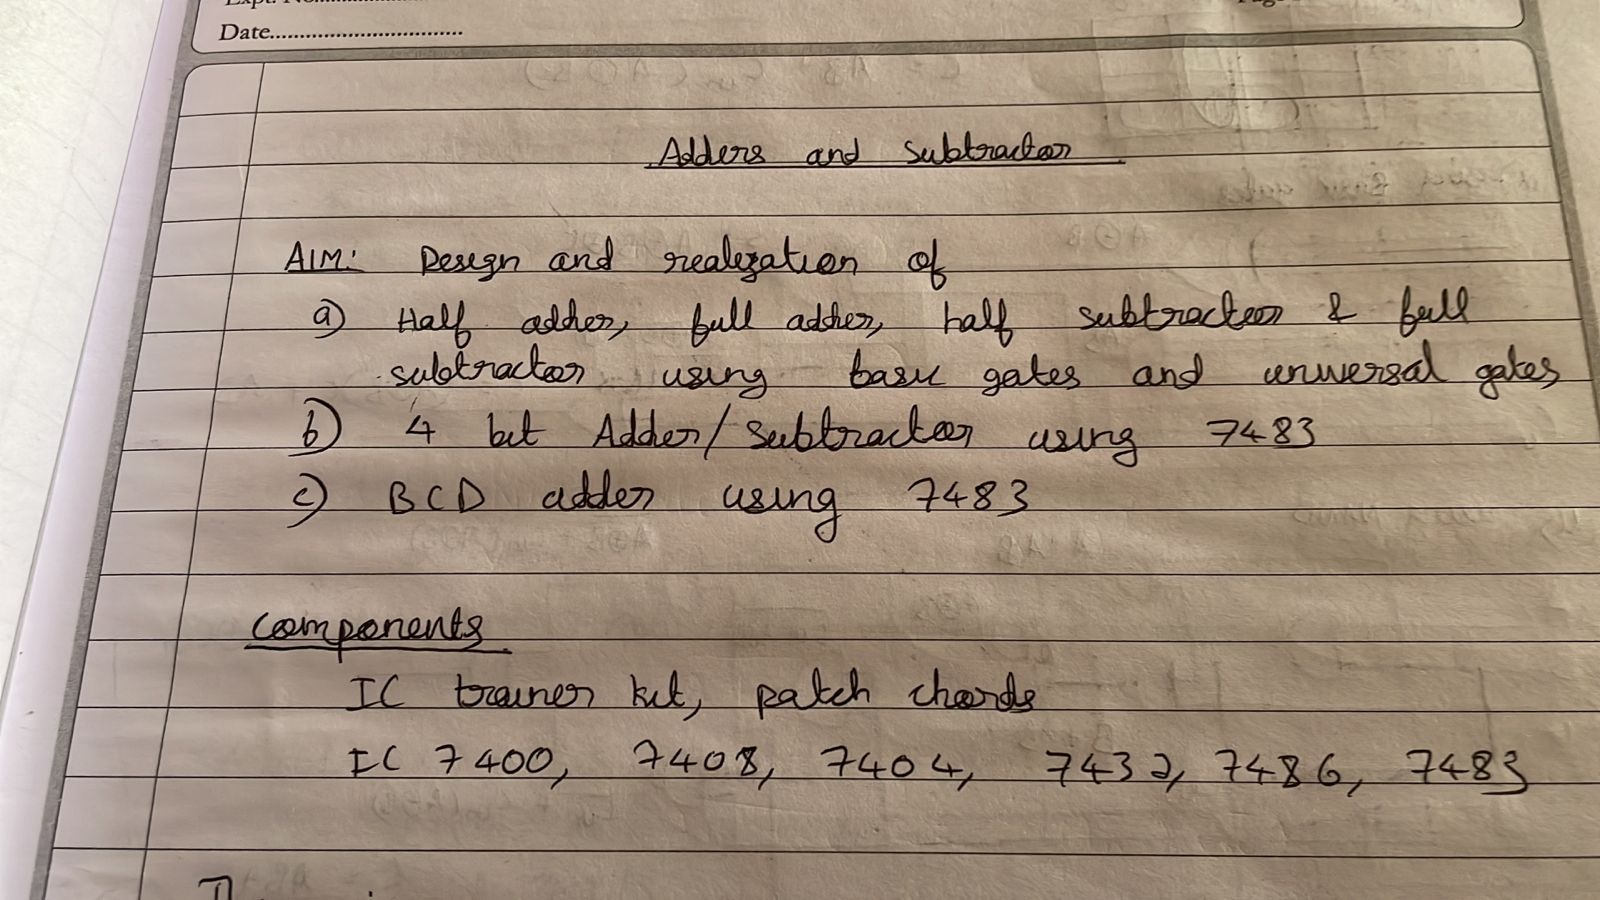 Date...............................
Adders and Subtractor
AIM: Design and realization of
a) Half adder, full adder, half subtractor & full
subtractor using basic gates and universal gates
b) 4 bit Adder/Subtractor using 7483
c) BCD adder using 7483
Components
IC trainer kit, patch chords
IC 7400, 7408, 7404, 7432, 7486, 7483